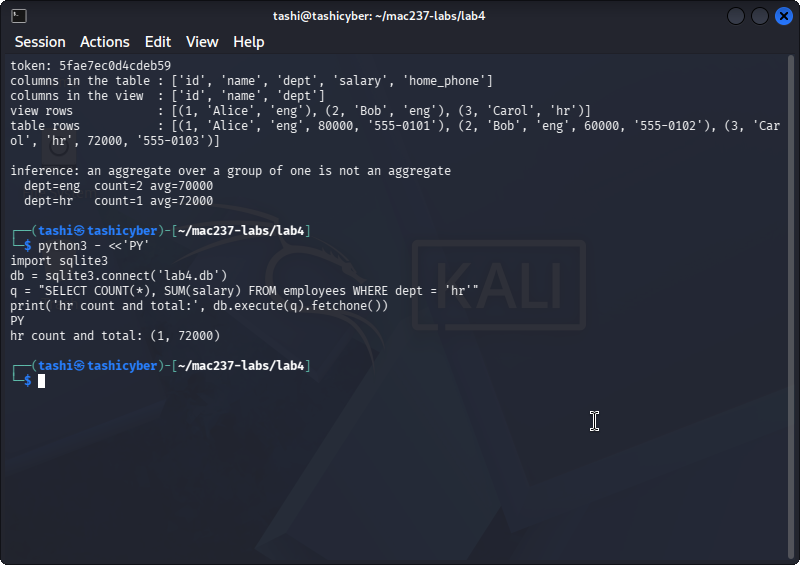 tashi@tashicyber: ~/mac237-labs/lab4
Session Actions Edit View Help
token: 5fae7ec0d4cdeb59
columns in the table : ['id', 'name', 'dept', 'salary', 'home_phone']
columns in the view  : ['id', 'name', 'dept']
view rows            : [(1, 'Alice', 'eng'), (2, 'Bob', 'eng'), (3, 'Carol', 'hr')]
table rows           : [(1, 'Alice', 'eng', 80000, '555-0101'), (2, 'Bob', 'eng', 60000, '555-0102'), (3, 'Car
ol', 'hr', 72000, '555-0103')]
inference: an aggregate over a group of one is not an aggregate
  dept=eng  count=2 avg=70000
  dept=hr   count=1 avg=72000
┌──(tashi㉿tashicyber)-[~/mac237-labs/lab4]
└─$ python3 - <<'PY'
import sqlite3
db = sqlite3.connect('lab4.db')
q = "SELECT COUNT(*), SUM(salary) FROM employees WHERE dept = 'hr'"
print('hr count and total:', db.execute(q).fetchone())
PY
hr count and total: (1, 72000)
┌──(tashi㉿tashicyber)-[~/mac237-labs/lab4]
└─$
KALI